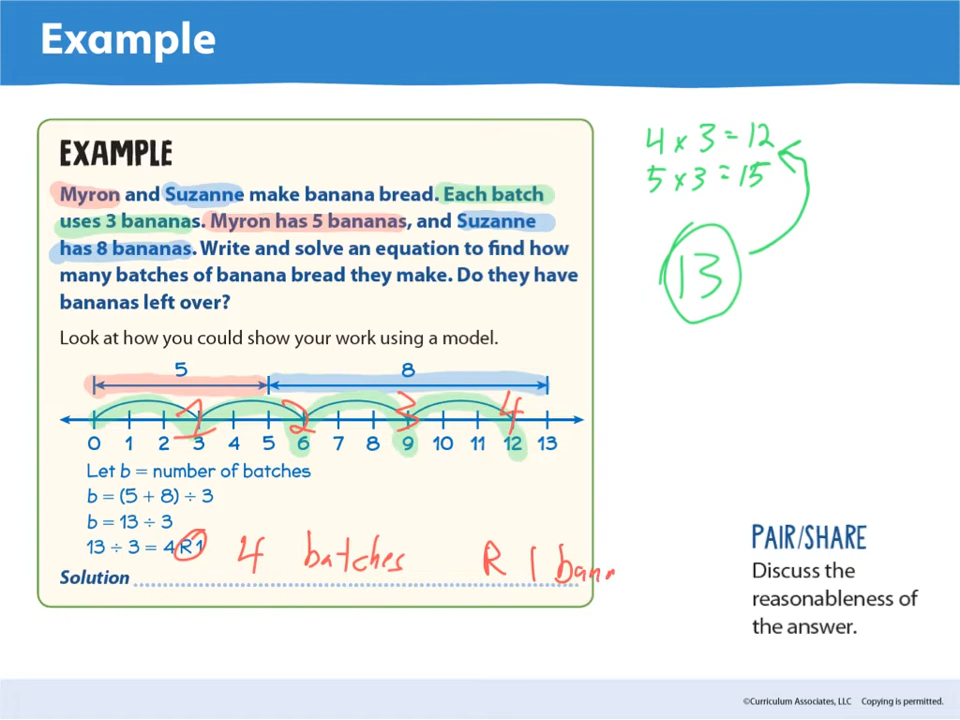 Example
EXAMPLE
Myron and Suzanne make banana bread. Each batch
uses 3 bananas. Myron has 5 bananas, and Suzanne
has 8 bananas. Write and solve an equation to find how
many batches of banana bread they make. Do they have
bananas left over?
Look at how you could show your work using a model.
5 8
1 2 3 4
0 1 2 3 4 5 6 7 8 9 10 11 12 13
Let b = number of batches
b = (5 + 8) ÷ 3
b = 13 ÷ 3
13 ÷ 3 = 4 R1
4 batches R 1 bana
Solution
4 x 3 = 12
5 x 3 = 15
13
PAIR/SHARE
Discuss the
reasonableness of
the answer.
©Curriculum Associates, LLC Copying is permitted.